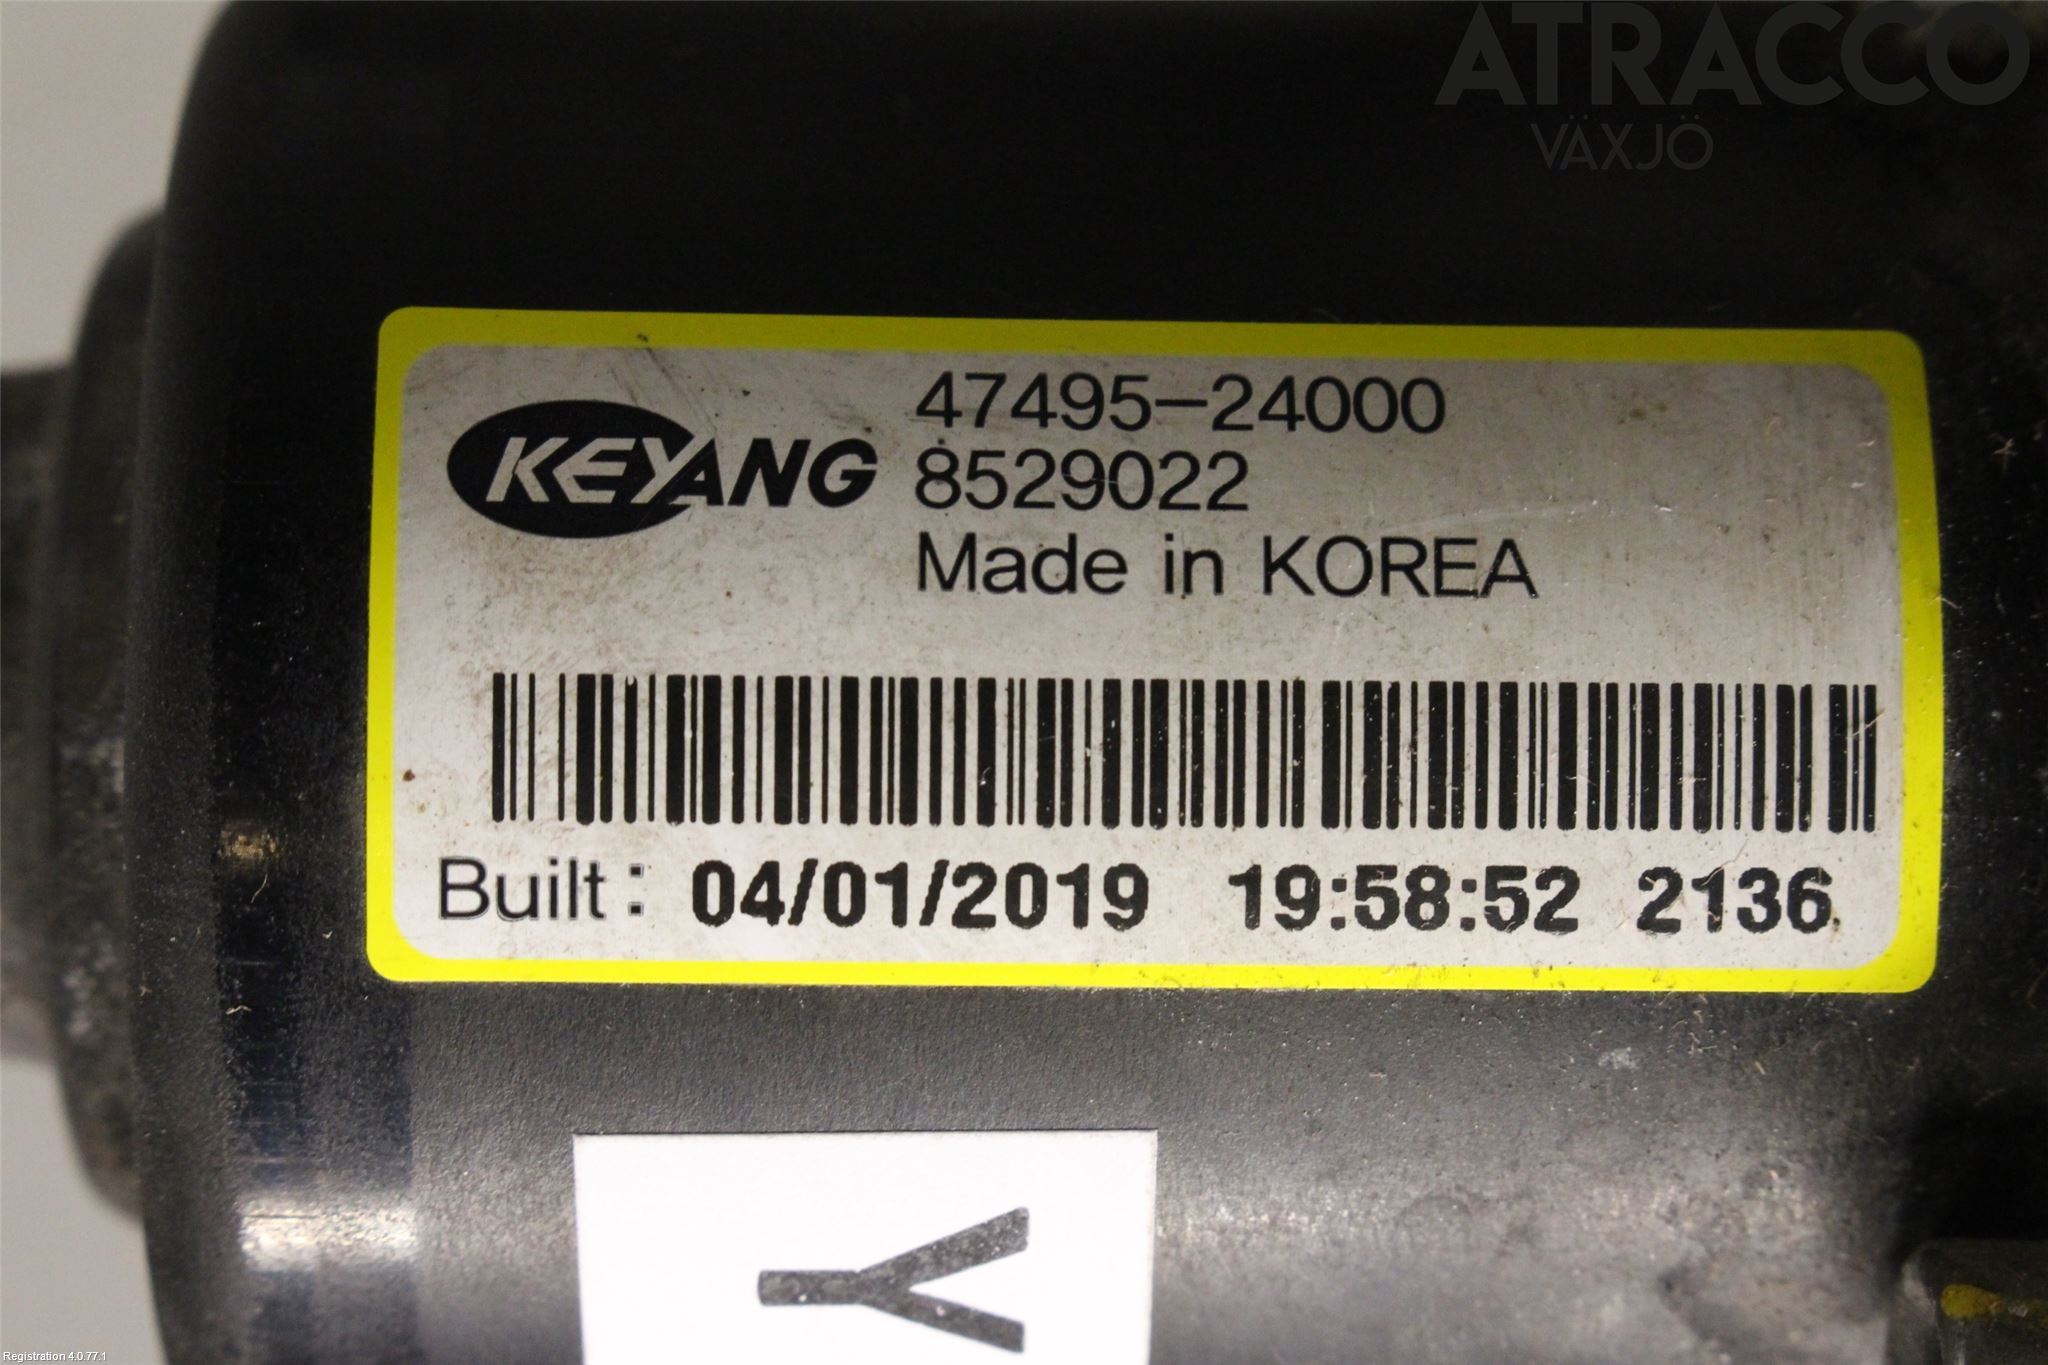 ATRACCO
VÄXJÖ
KEYANG
47495-24000
8529022
Made in KOREA
Built: 04/01/2019 19:58:52 2136
Y
Registration 4.0.77.1